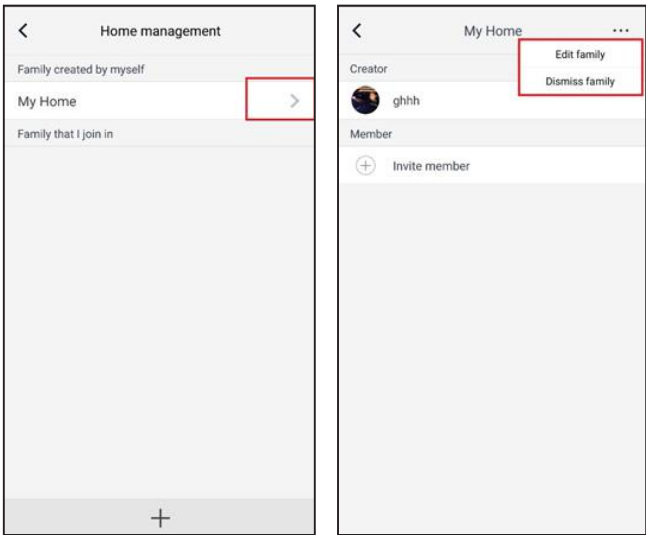 Home management
Family created by myself
My Home
Family that I join in
My Home
Edit family
Dismiss family
Creator
ghhh
Member
Invite member